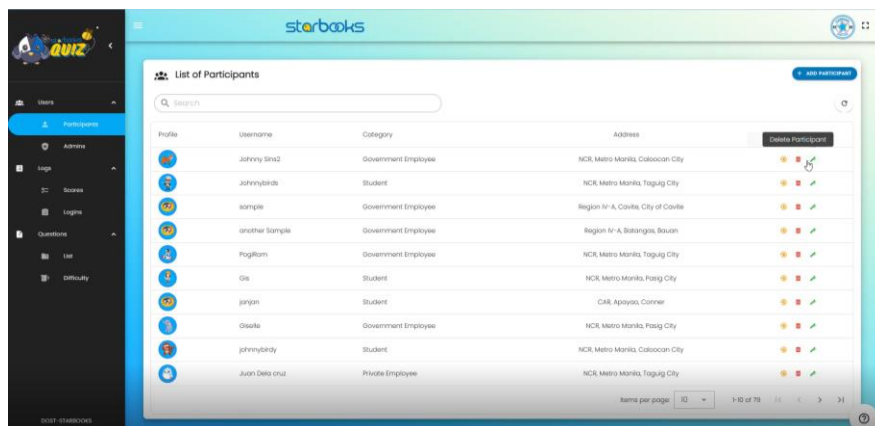 starbooks
QUIZ
starbooks
List of Participants
+ ADD PARTICIPANT
Search
Users
Participants
Admins
Logs
Scores
Logins
Questions
List
Difficulty
DOST-STARBOOKS
Profile Username Category Address
Delete Participant
Johnny Sins2 Government Employee NCR, Metro Manila, Caloocan City
Johnnybirds Student NCR, Metro Manila, Taguig City
sample Government Employee Region IV-A, Cavite, City of Cavite
another Sample Government Employee Region IV-A, Batangas, Bauan
PogiRom Government Employee NCR, Metro Manila, Taguig City
Gis Student NCR, Metro Manila, Pasig City
janjan Student CAR, Apayao, Conner
Giselle Government Employee NCR, Metro Manila, Pasig City
johnnybirdy Student NCR, Metro Manila, Caloocan City
Juan Dela cruz Private Employee NCR, Metro Manila, Taguig City
Items per page: 10 1-10 of 79